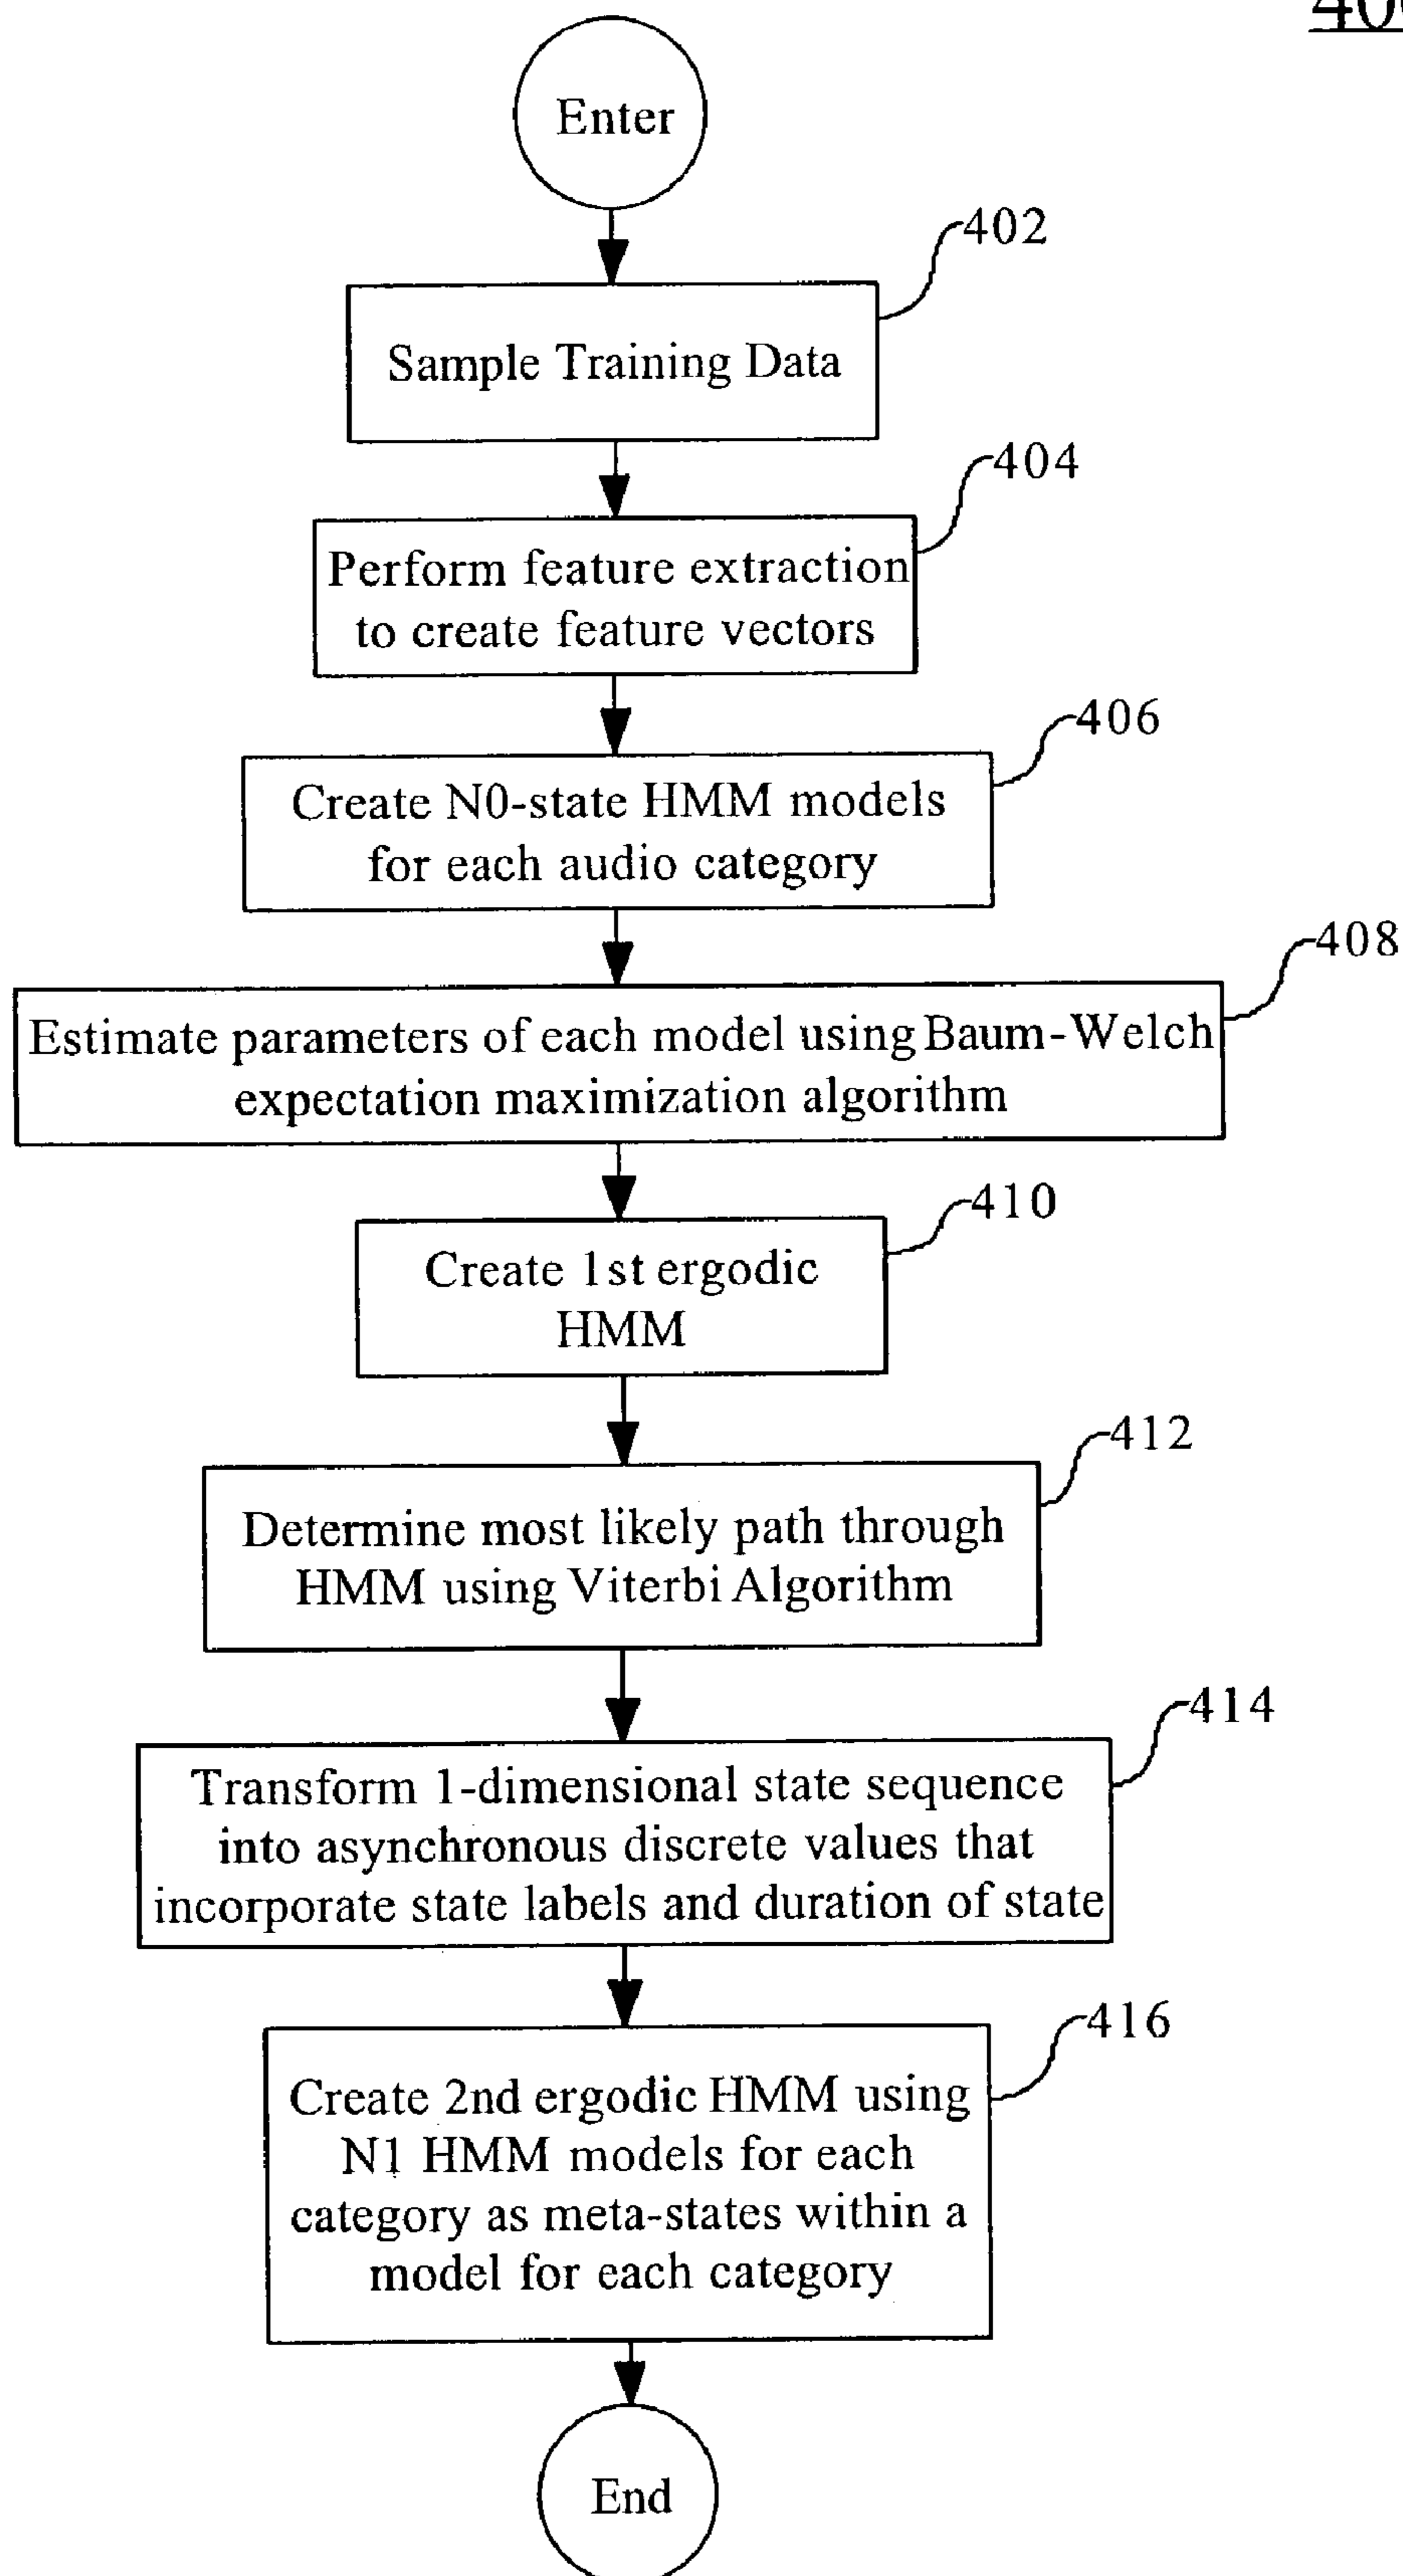 Enter
402
Sample Training Data
404
Perform feature extraction
to create feature vectors
406
Create N0-state HMM models
for each audio category
408
Estimate parameters of each model using Baum-Welch
expectation maximization algorithm
410
Create 1st ergodic
HMM
412
Determine most likely path through
HMM using Viterbi Algorithm
414
Transform 1-dimensional state sequence
into asynchronous discrete values that
incorporate state labels and duration of state
416
Create 2nd ergodic HMM using
N1 HMM models for each
category as meta-states within a
model for each category
End